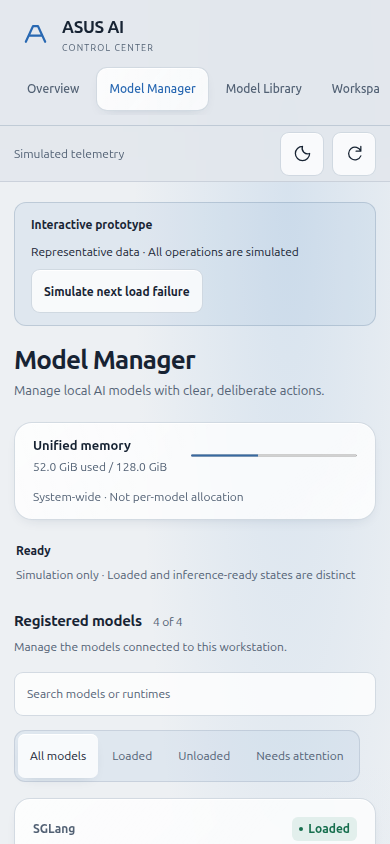 ASUS AI
CONTROL CENTER
Overview
Model Manager
Model Library
Workspa
Simulated telemetry
Interactive prototype
Representative data · All operations are simulated
Simulate next load failure
Model Manager
Manage local AI models with clear, deliberate actions.
Unified memory
52.0 GiB used / 128.0 GiB
System-wide · Not per-model allocation
Ready
Simulation only · Loaded and inference-ready states are distinct
Registered models 4 of 4
Manage the models connected to this workstation.
Search models or runtimes
All models
Loaded
Unloaded
Needs attention
SGLang
Loaded